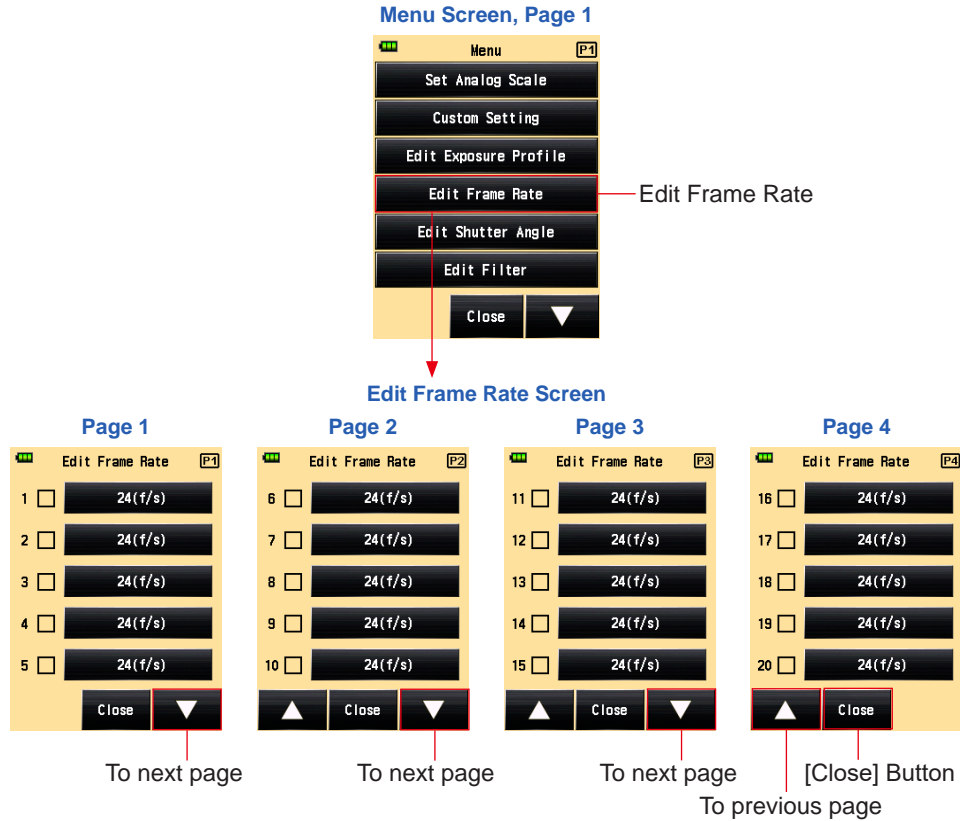 Menu Screen, Page 1
Menu P1
Set Analog Scale
Custom Setting
Edit Exposure Profile
Edit Frame Rate
Edit Frame Rate
Edit Shutter Angle
Edit Filter
Close
Edit Frame Rate Screen
Page 1
Edit Frame Rate P1
1 24(f/s)
2 24(f/s)
3 24(f/s)
4 24(f/s)
5 24(f/s)
Close
To next page
Page 2
Edit Frame Rate P2
6 24(f/s)
7 24(f/s)
8 24(f/s)
9 24(f/s)
10 24(f/s)
Close
To next page
Page 3
Edit Frame Rate P3
11 24(f/s)
12 24(f/s)
13 24(f/s)
14 24(f/s)
15 24(f/s)
Close
To next page
Page 4
Edit Frame Rate P4
16 24(f/s)
17 24(f/s)
18 24(f/s)
19 24(f/s)
20 24(f/s)
Close
[Close] Button
To previous page